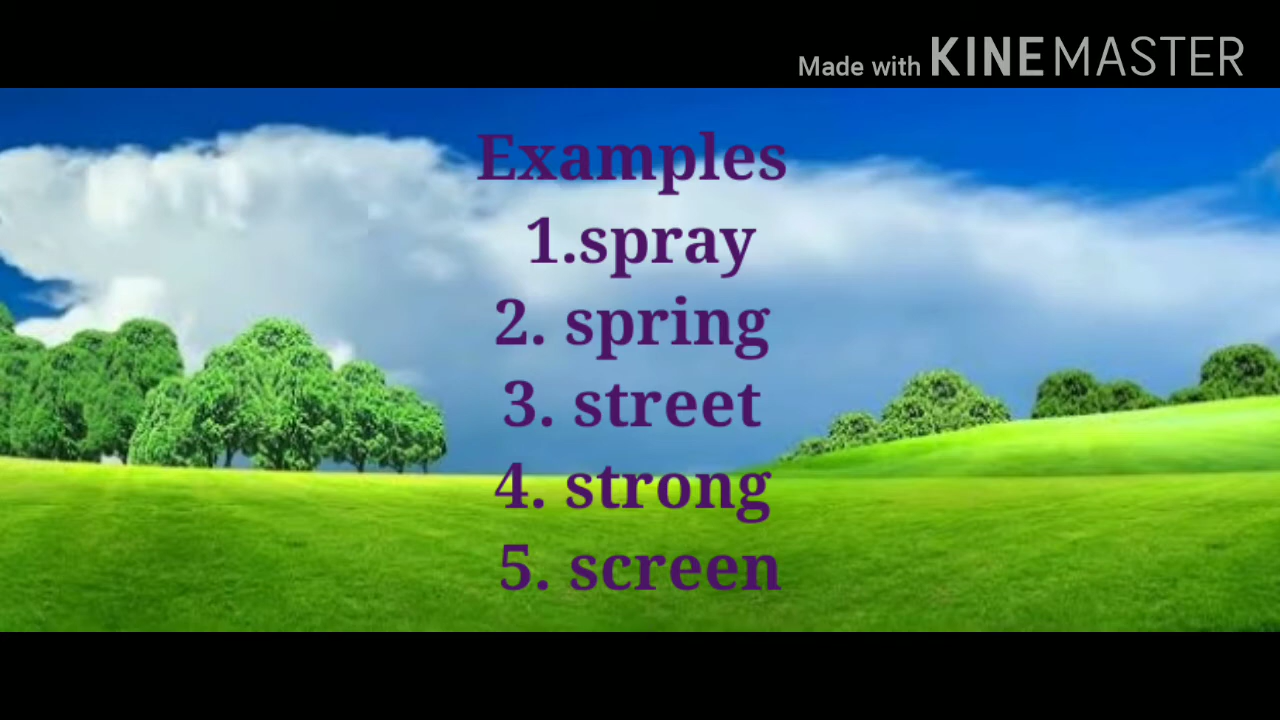 Made with KINEMASTER
Examples
1.spray
2. spring
3. street
4. strong
5. screen